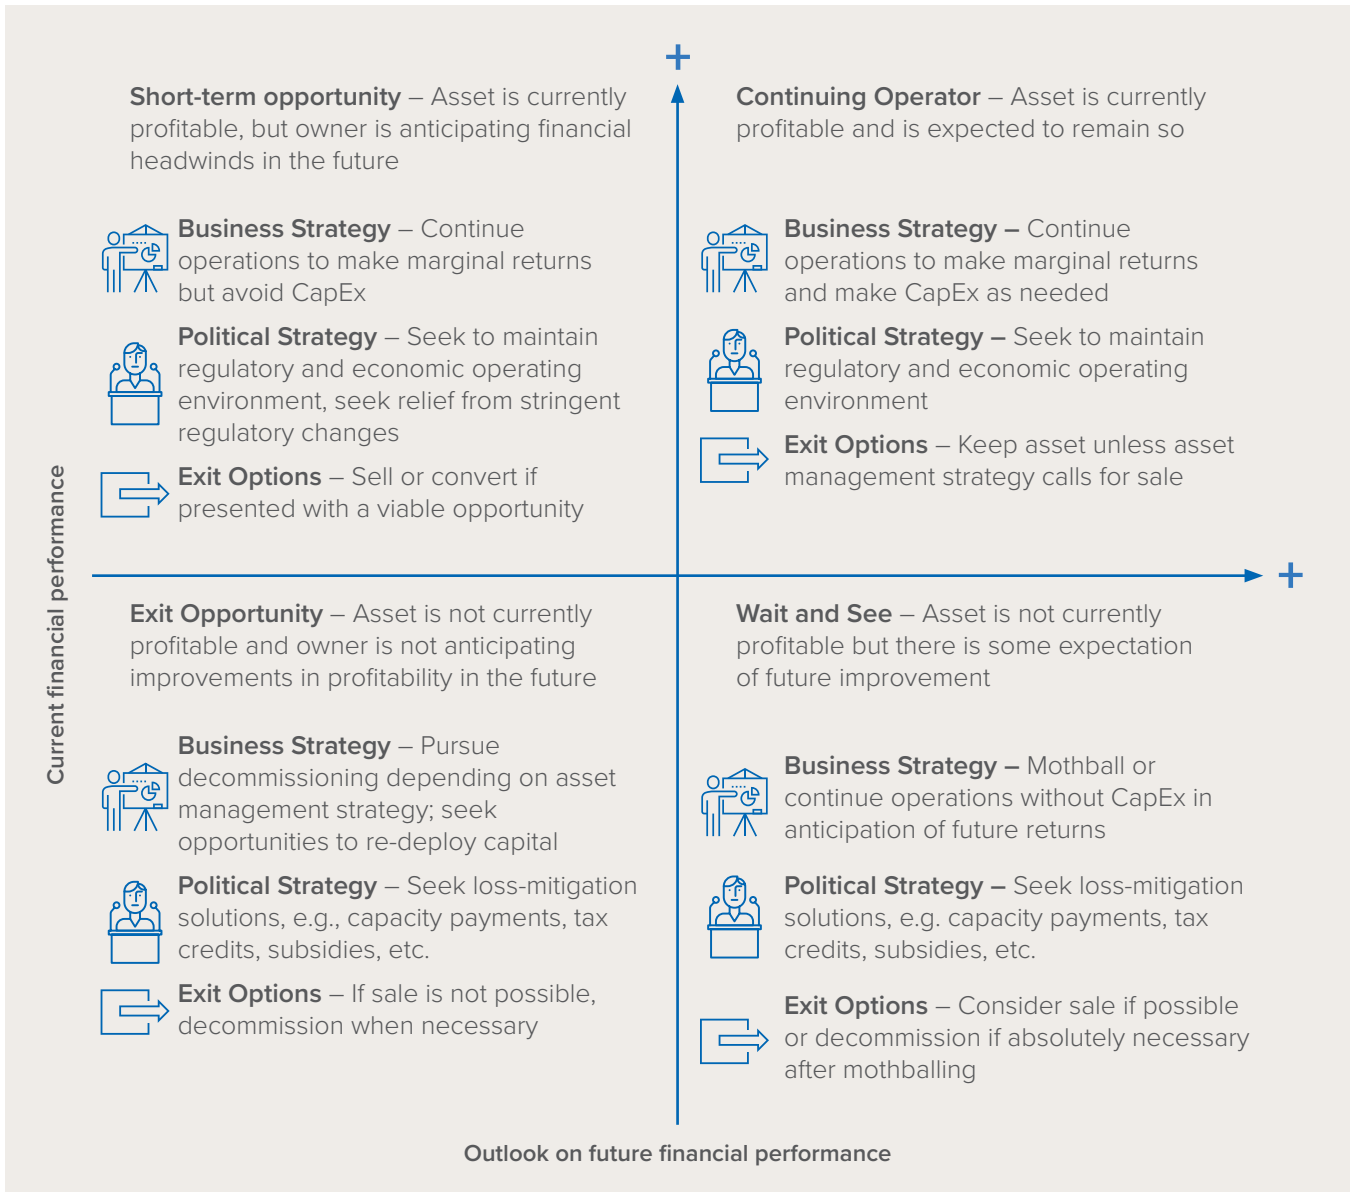 +
Short-term opportunity – Asset is currently
profitable, but owner is anticipating financial
headwinds in the future
Business Strategy – Continue
operations to make marginal returns
but avoid CapEx
Political Strategy – Seek to maintain
regulatory and economic operating
environment, seek relief from stringent
regulatory changes
Exit Options – Sell or convert if
presented with a viable opportunity
Continuing Operator – Asset is currently
profitable and is expected to remain so
Business Strategy – Continue
operations to make marginal returns
and make CapEx as needed
Political Strategy – Seek to maintain
regulatory and economic operating
environment
Exit Options – Keep asset unless asset
management strategy calls for sale
Current financial performance
+
Exit Opportunity – Asset is not currently
profitable and owner is not anticipating
improvements in profitability in the future
Business Strategy – Pursue
decommissioning depending on asset
management strategy; seek
opportunities to re-deploy capital
Political Strategy – Seek loss-mitigation
solutions, e.g., capacity payments, tax
credits, subsidies, etc.
Exit Options – If sale is not possible,
decommission when necessary
Wait and See – Asset is not currently
profitable but there is some expectation
of future improvement
Business Strategy – Mothball or
continue operations without CapEx in
anticipation of future returns
Political Strategy – Seek loss-mitigation
solutions, e.g. capacity payments, tax
credits, subsidies, etc.
Exit Options – Consider sale if possible
or decommission if absolutely necessary
after mothballing
Outlook on future financial performance